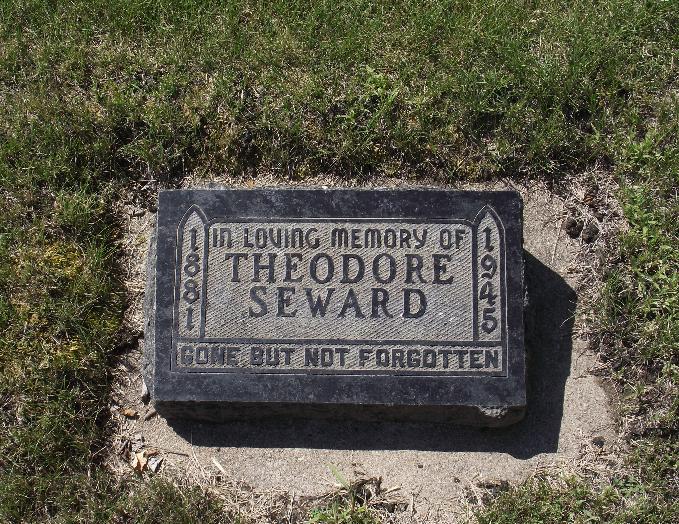 IN LOVING MEMORY OF
THEODORE
SEWARD
1881
1945
GONE BUT NOT FORGOTTEN